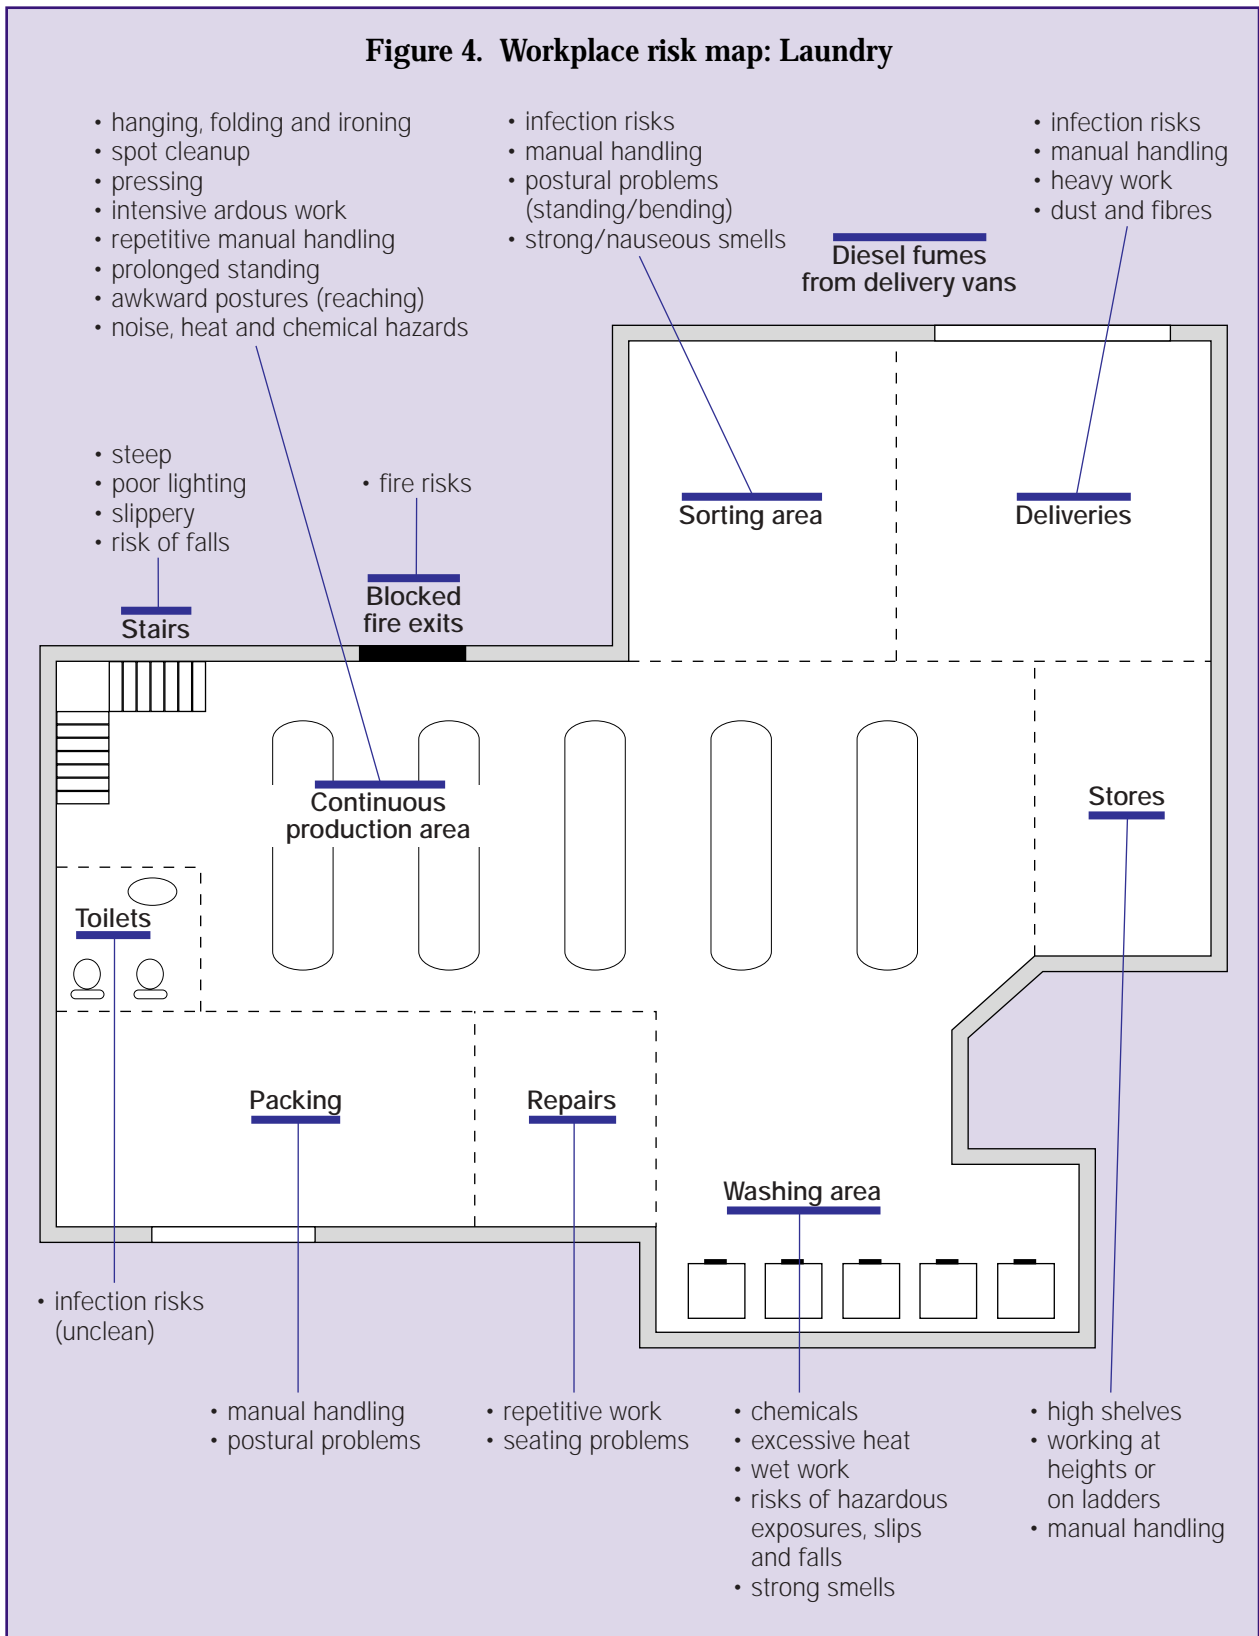 Figure 4. Workplace risk map: Laundry
• hanging, folding and ironing
• spot cleanup
• pressing
• intensive ardous work
• repetitive manual handling
• prolonged standing
• awkward postures (reaching)
• noise, heat and chemical hazards
• infection risks
• manual handling
• postural problems
(standing/bending)
• strong/nauseous smells
• infection risks
• manual handling
• heavy work
• dust and fibres
Diesel fumes
from delivery vans
• steep
• poor lighting
• slippery
• risk of falls
• fire risks
Sorting area
Deliveries
Blocked
fire exits
Stairs
Continuous
production area
Stores
Toilets
Packing
Repairs
Washing area
• infection risks
(unclean)
• manual handling
• postural problems
• repetitive work
• seating problems
• chemicals
• excessive heat
• wet work
• risks of hazardous
exposures, slips
and falls
• strong smells
• high shelves
• working at
heights or
on ladders
• manual handling